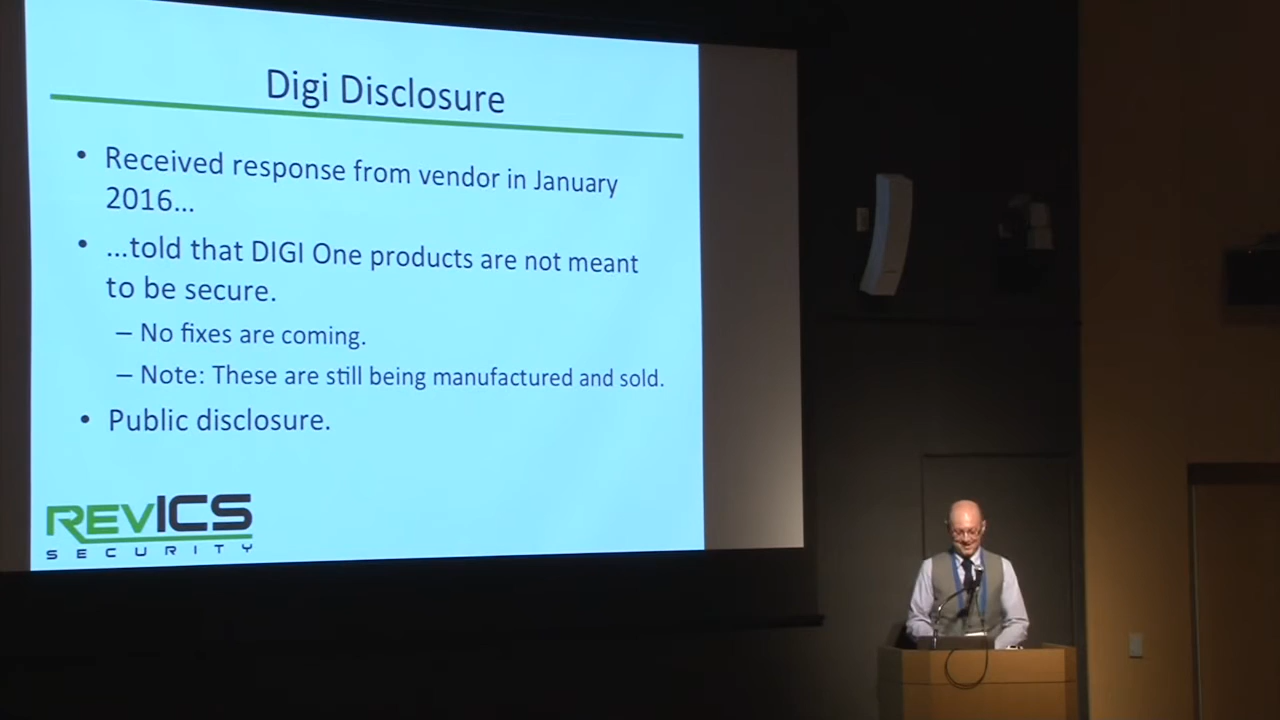 Digi Disclosure
• Received response from vendor in January
2016...
• ...told that DIGI One products are not meant
to be secure.
– No fixes are coming.
– Note: These are still being manufactured and sold.
• Public disclosure.
REVICS
SECURITY